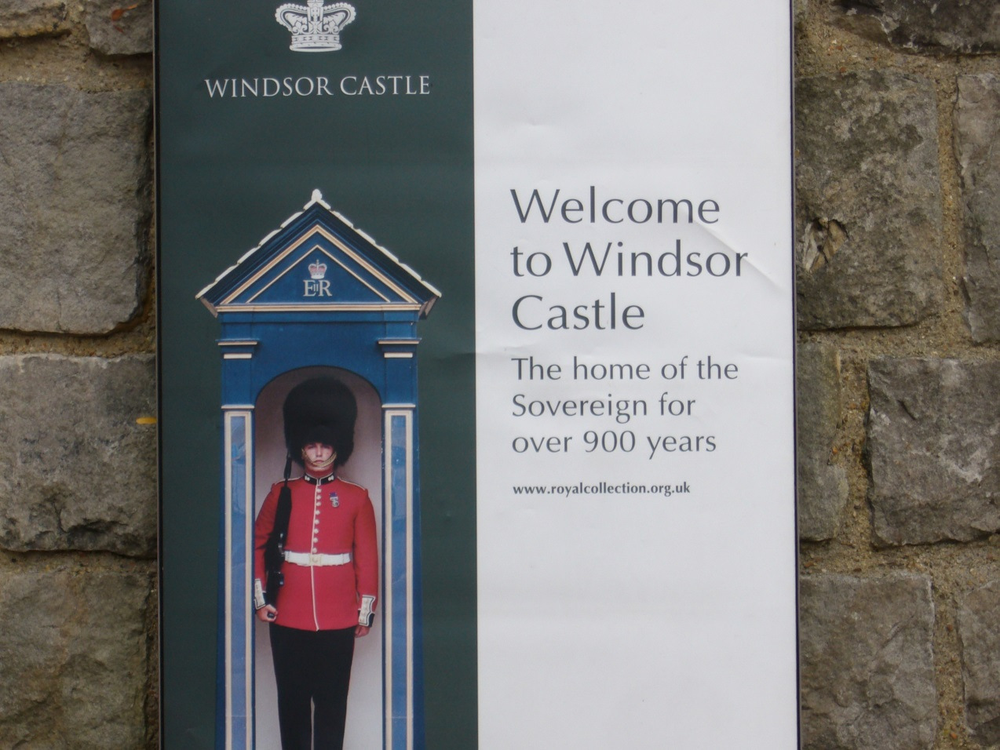 WINDSOR CASTLE
EIIR
Welcome
to Windsor
Castle
The home of the
Sovereign for
over 900 years
www.royalcollection.org.uk